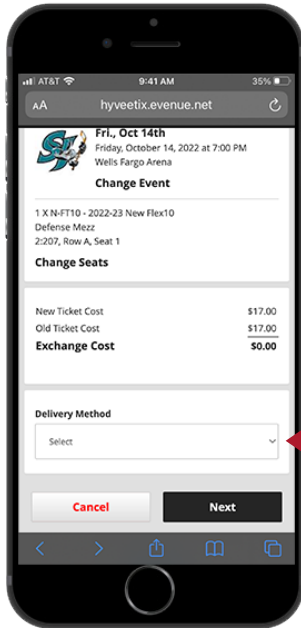 AT&T 9:41 AM 35%
AA hyveetix.evenue.net
SJ
Fri., Oct 14th
Friday, October 14, 2022 at 7:00 PM
Wells Fargo Arena
Change Event
1 X N-FT10 - 2022-23 New Flex10
Defense Mezz
2:207, Row A, Seat 1
Change Seats
New Ticket Cost $17.00
Old Ticket Cost $17.00
Exchange Cost $0.00
Delivery Method
Select
Cancel Next